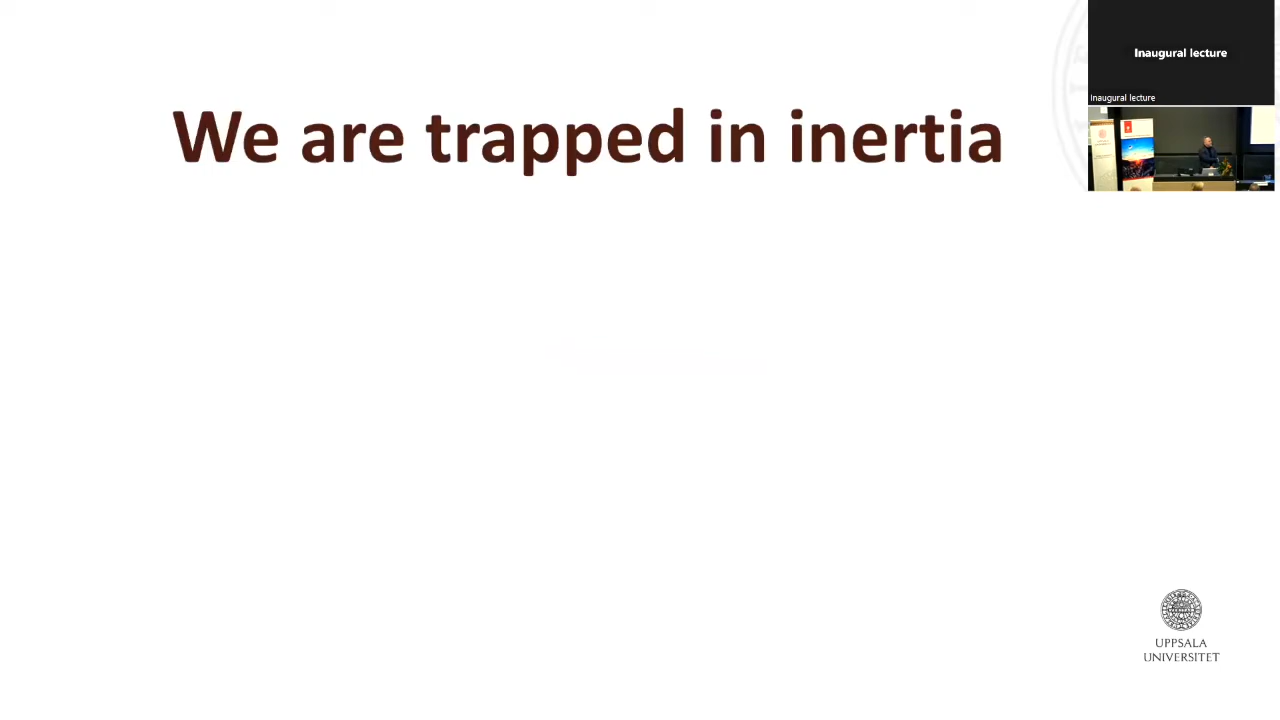 We are trapped in inertia
Inaugural lecture
Inaugural lecture
UPPSALA
UNIVERSITET